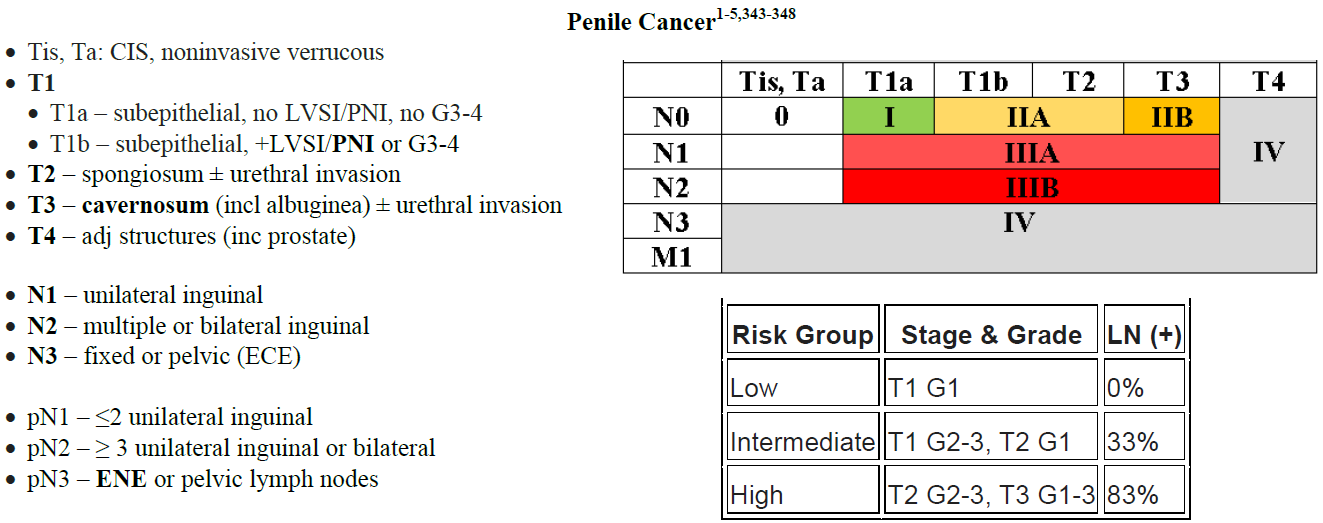 Penile Cancer1-5,343-348
• Tis, Ta: CIS, noninvasive verrucous
• T1
• T1a – subepithelial, no LVSI/PNI, no G3-4
• T1b – subepithelial, +LVSI/PNI or G3-4
• T2 – spongiosum ± urethral invasion
• T3 – cavernosum (incl albuginea) ± urethral invasion
• T4 – adj structures (inc prostate)
• N1 – unilateral inguinal
• N2 – multiple or bilateral inguinal
• N3 – fixed or pelvic (ECE)
• pN1 – ≤2 unilateral inguinal
• pN2 – ≥ 3 unilateral inguinal or bilateral
• pN3 – ENE or pelvic lymph nodes
Tis, Ta T1a T1b T2 T3 T4
N0 0 I IIA IIB
N1 IIIA IV
N2 IIIB
N3 IV
M1
Risk Group Stage & Grade LN (+)
Low T1 G1 0%
Intermediate T1 G2-3, T2 G1 33%
High T2 G2-3, T3 G1-3 83%